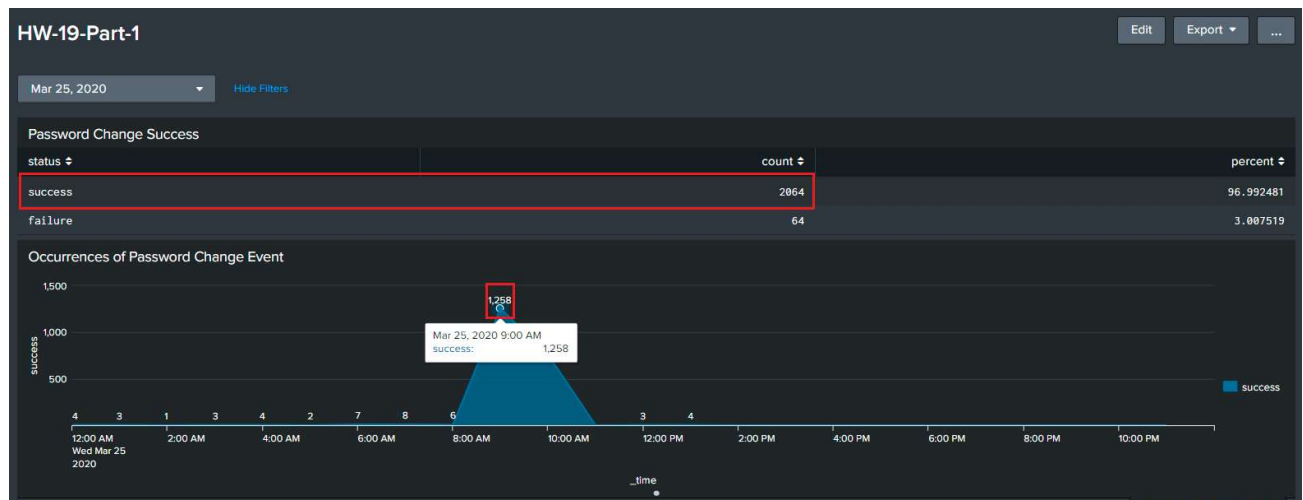 HW-19-Part-1
Edit Export ...
Mar 25, 2020 Hide Filters
Password Change Success
status count percent
success 2064 96.992481
failure 64 3.007519
Occurrences of Password Change Event
1,500
1,258
Mar 25, 2020 9:00 AM
success: 1,258
1,000
success
500
success
4 3 1 3 4 2 7 8 6 3 4
12:00 AM 2:00 AM 4:00 AM 6:00 AM 8:00 AM 10:00 AM 12:00 PM 2:00 PM 4:00 PM 6:00 PM 8:00 PM 10:00 PM
Wed Mar 25
2020
_time